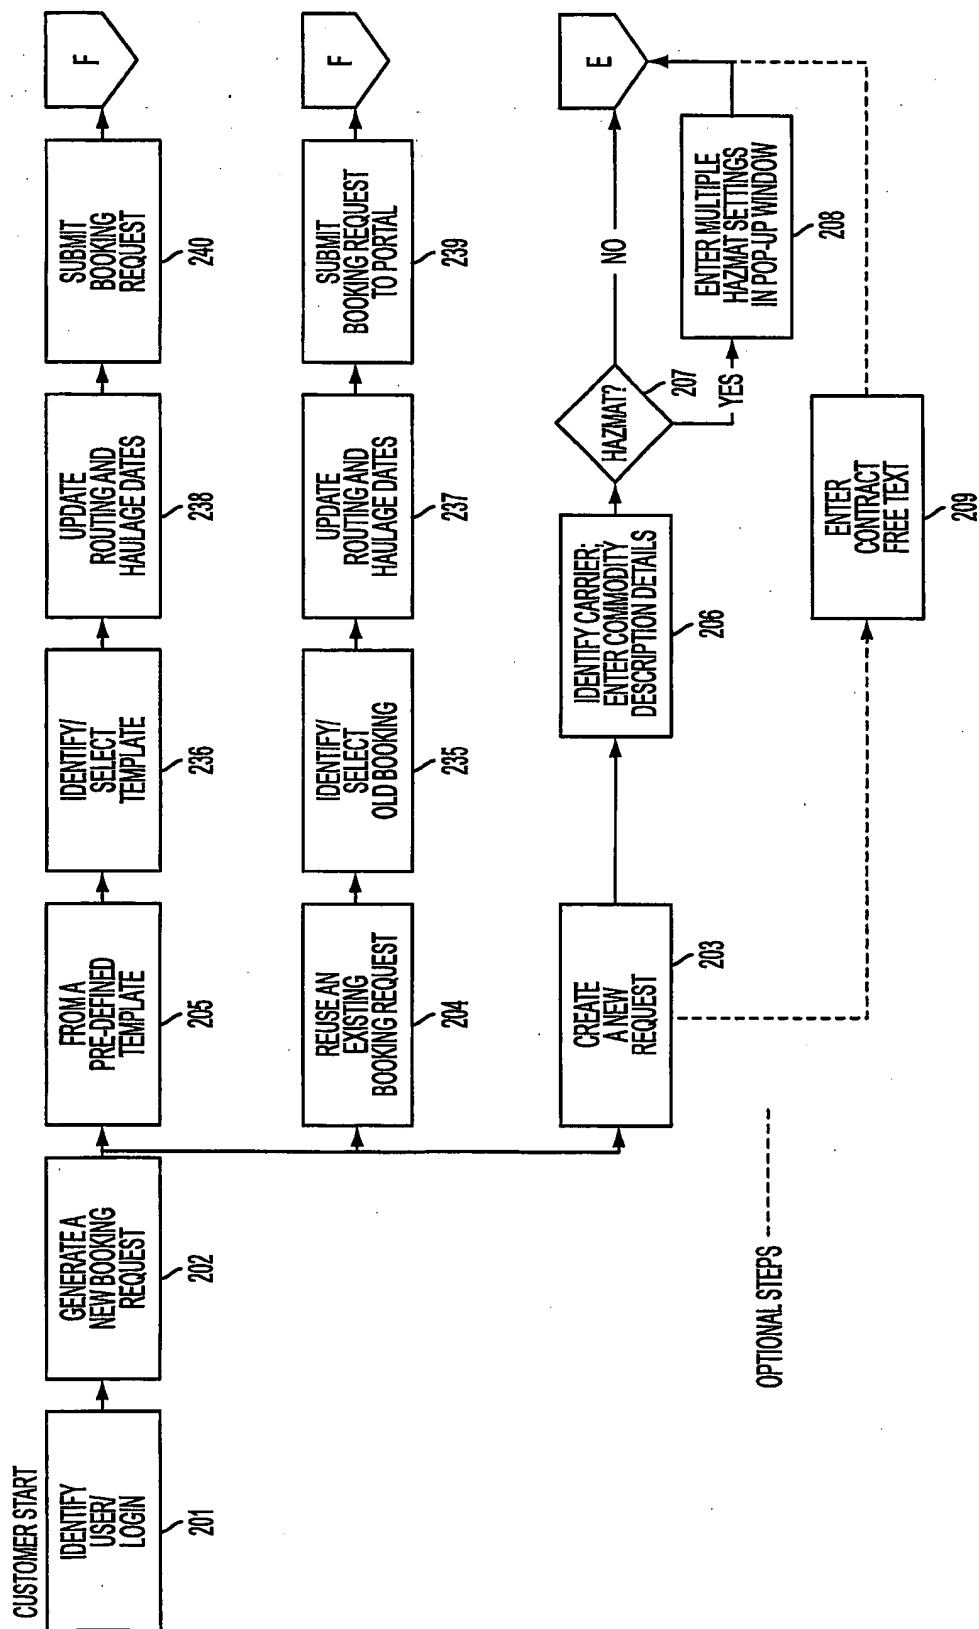 CUSTOMER START
IDENTIFY
USER/
LOGIN
201
GENERATE A
NEW BOOKING
REQUEST
202
FROM A
PRE-DEFINED
TEMPLATE
205
IDENTIFY/
SELECT
TEMPLATE
236
UPDATE
ROUTING AND
HAULAGE DATES
238
SUBMIT
BOOKING
REQUEST
240
F
REUSE AN
EXISTING
BOOKING REQUEST
204
IDENTIFY/
SELECT
OLD BOOKING
235
UPDATE
ROUTING AND
HAULAGE DATES
237
SUBMIT
BOOKING REQUEST
TO PORTAL
239
F
CREATE
A NEW
REQUEST
203
IDENTIFY CARRIER;
ENTER COMMODITY
DESCRIPTION DETAILS
206
HAZMAT?
207
NO
YES
E
ENTER MULTIPLE
HAZMAT SETTINGS
IN POP-UP WINDOW
208
ENTER
CONTRACT
FREE TEXT
209
OPTIONAL STEPS